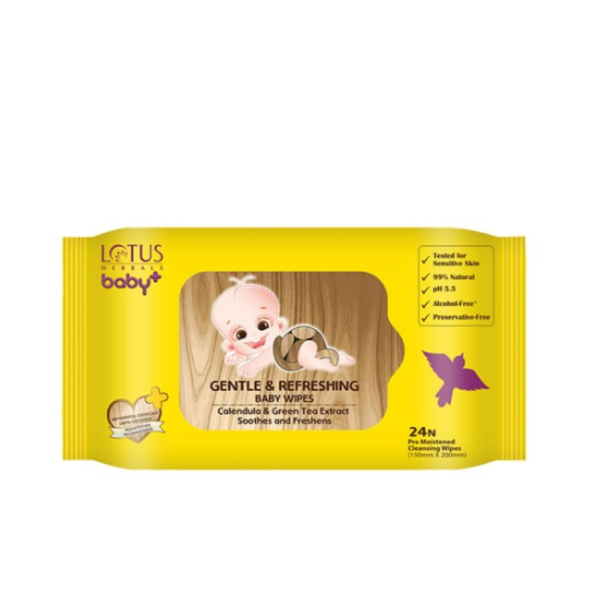 LOTUS
HERBALS
baby+
Tested for
Sensitive Skin
99% Natural
pH 5.5
Alcohol-Free*
Preservative-Free
GENTLE & REFRESHING
BABY WIPES
Calendula & Green Tea Extract
Soothes and Freshens
24N
Pre Moistened
Cleansing Wipes
(150mm X 200mm)